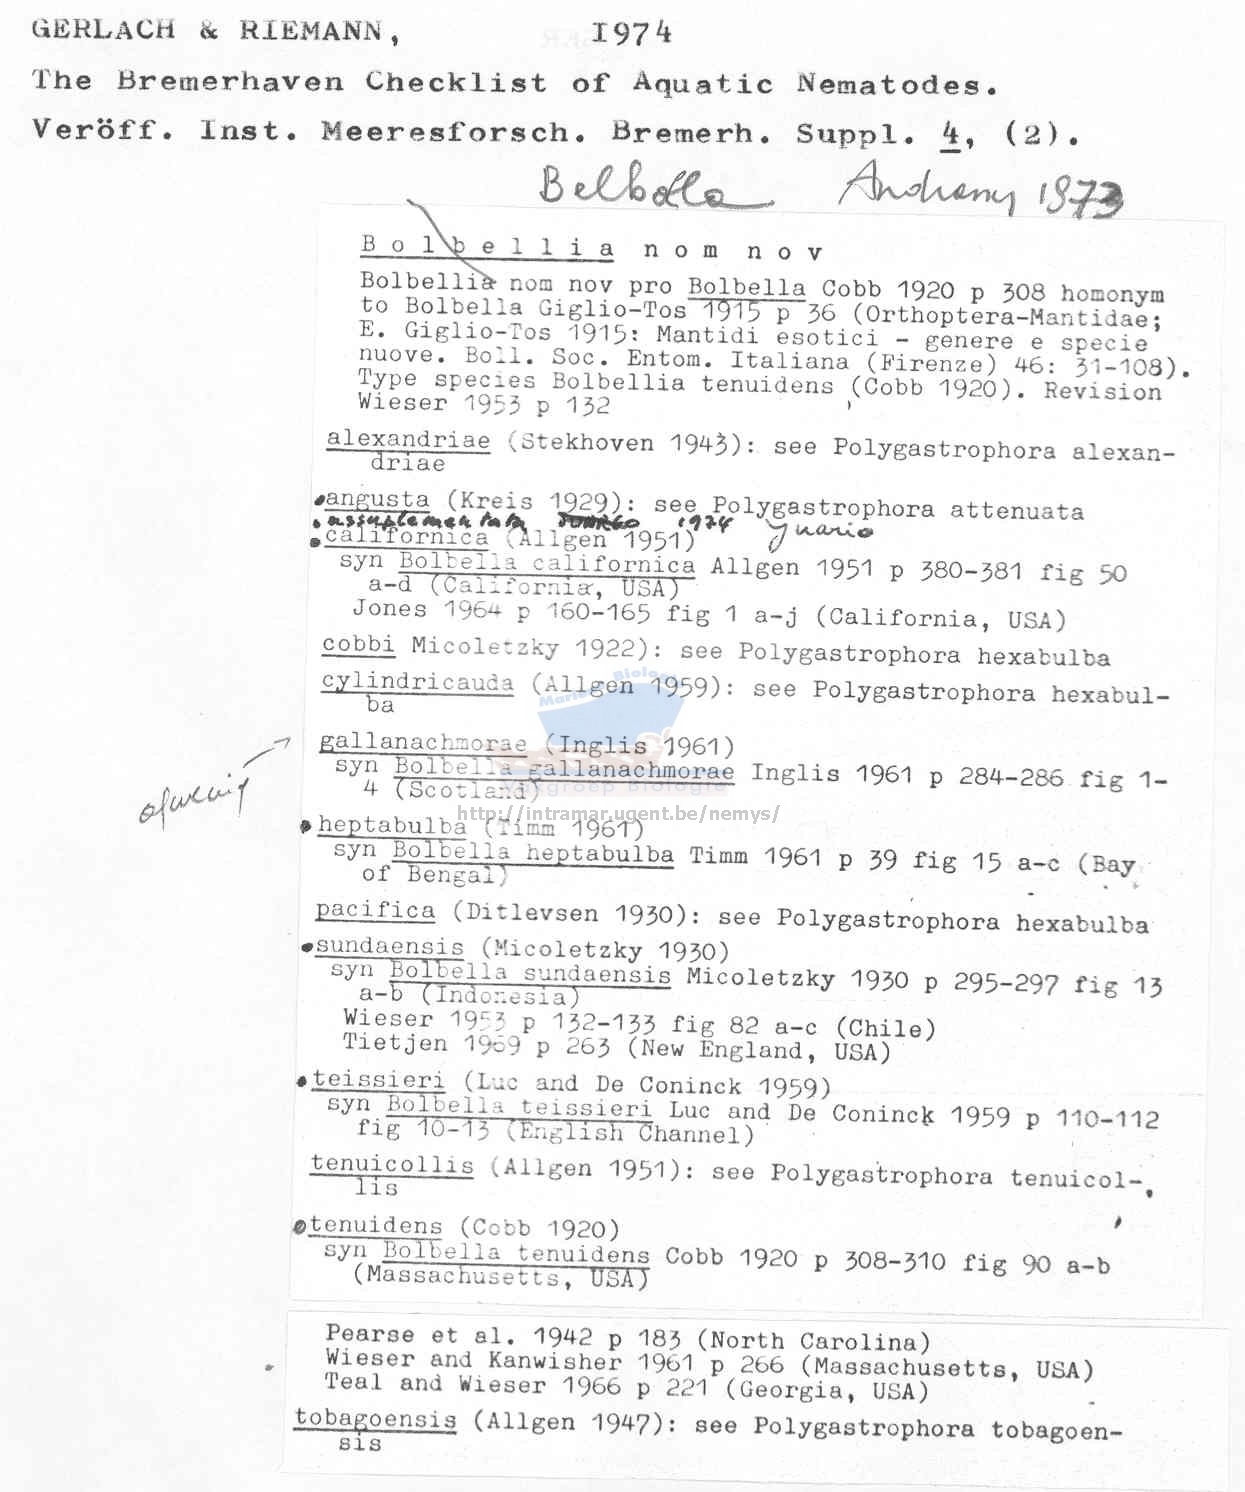 GERLACH & RIEMANN, 1974
The Bremerhaven Checklist of Aquatic Nematodes.
Veröff. Inst. Meeresforsch. Bremerh. Suppl. 4, (2).
Belbolla Andrassy 1973
Bolbellia nom nov
Bolbellia nom nov pro Bolbella Cobb 1920 p 308 homonym
to Bolbella Giglio-Tos 1915 p 36 (Orthoptera-Mantidae;
E. Giglio-Tos 1915: Mantidi esotici - genere e specie
nuove. Boll. Soc. Entom. Italiana (Firenze) 46: 31-108).
Type species Bolbellia tenuidens (Cobb 1920). Revision
Wieser 1953 p 132
alexandriae (Stekhoven 1943): see Polygastrophora alexan-
driae
angusta (Kreis 1929): see Polygastrophora attenuata
assuplementata 1974 Juario
californica (Allgen 1951)
syn Bolbella californica Allgen 1951 p 380-381 fig 50
a-d (California, USA)
Jones 1964 p 160-165 fig 1 a-j (California, USA)
cobbi Micoletzky 1922): see Polygastrophora hexabulba
cylindricauda (Allgen 1959): see Polygastrophora hexabul-
ba
gallanachmorae (Inglis 1961)
syn Bolbella gallanachmorae Inglis 1961 p 284-286 fig 1-
4 (Scotland)
Vakgroep Biologie
http://intramar.ugent.be/nemys/
heptabulba (Timm 1961)
syn Bolbella heptabulba Timm 1961 p 39 fig 15 a-c (Bay
of Bengal)
pacifica (Ditlevsen 1930): see Polygastrophora hexabulba
sundaensis (Micoletzky 1930)
syn Bolbella sundaensis Micoletzky 1930 p 295-297 fig 13
a-b (Indonesia)
Wieser 1953 p 132-133 fig 82 a-c (Chile)
Tietjen 1969 p 263 (New England, USA)
teissieri (Luc and De Coninck 1959)
syn Bolbella teissieri Luc and De Coninck 1959 p 110-112
fig 10-13 (English Channel)
tenuicollis (Allgen 1951): see Polygastrophora tenuicol-
lis
tenuidens (Cobb 1920)
syn Bolbella tenuidens Cobb 1920 p 308-310 fig 90 a-b
(Massachusetts, USA)
Pearse et al. 1942 p 183 (North Carolina)
Wieser and Kanwisher 1961 p 266 (Massachusetts, USA)
Teal and Wieser 1966 p 221 (Georgia, USA)
tobagoensis (Allgen 1947): see Polygastrophora tobagoen-
sis